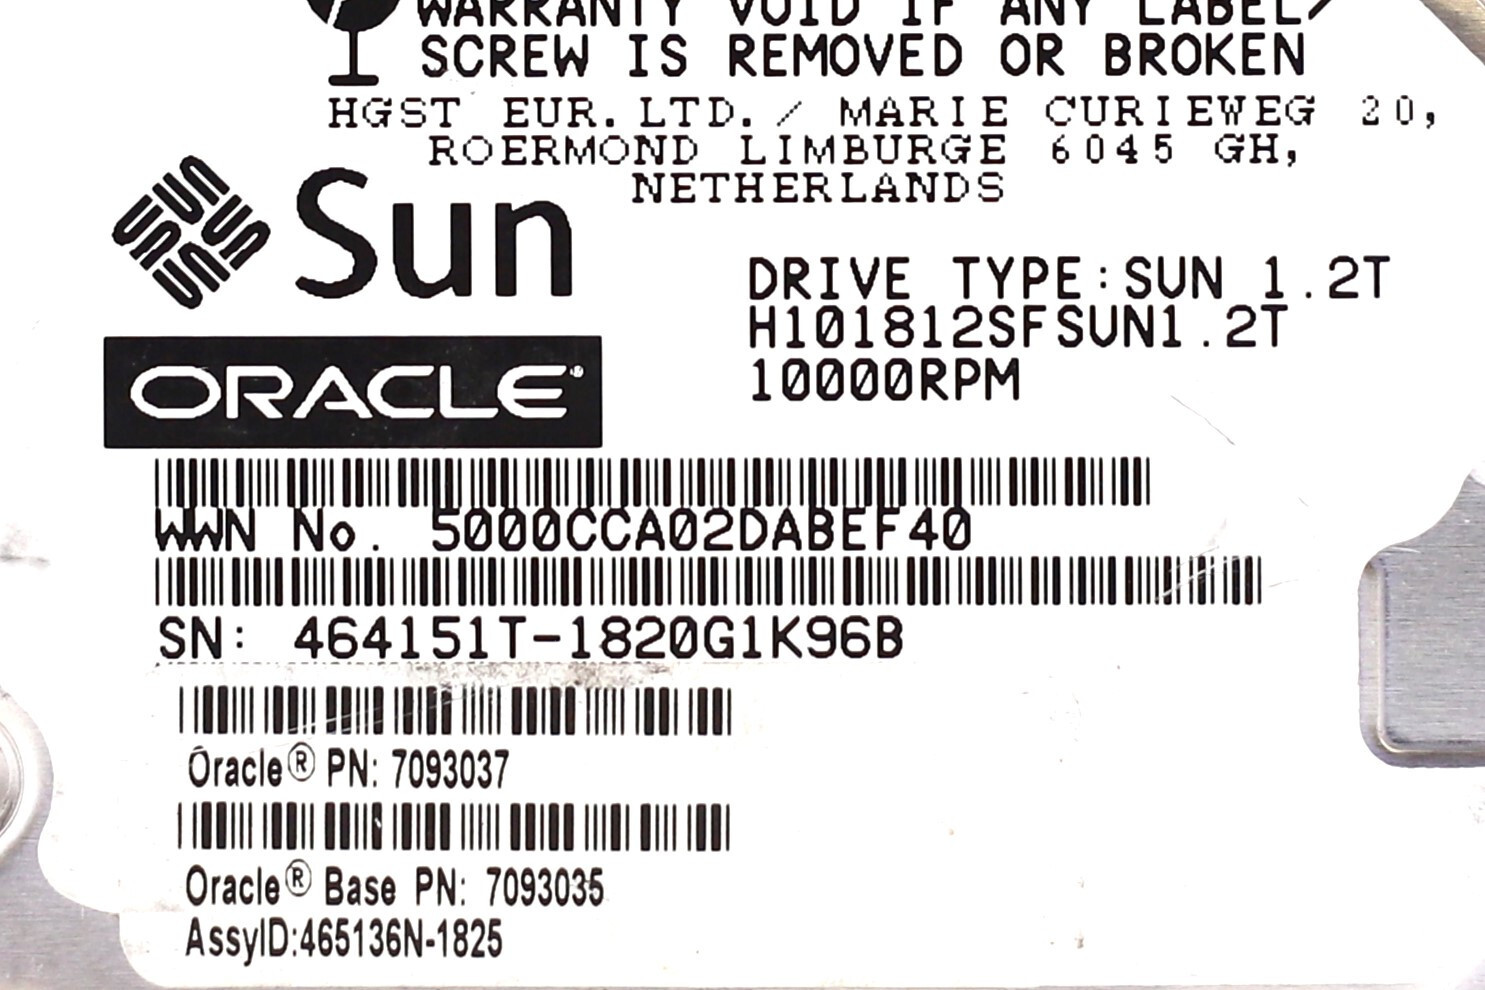 WARRANTY VOID IF ANY LABEL/
SCREW IS REMOVED OR BROKEN
HGST EUR.LTD./ MARIE CURIEWEG 20,
ROERMOND LIMBURGE 6045 GH,
NETHERLANDS
Sun
DRIVE TYPE:SUN 1.2T
H101812SFSUN1.2T
10000RPM
ORACLE®
WWN No. 5000CCA02DABEF40
SN: 464151T-1820G1K96B
Oracle® PN: 7093037
Oracle® Base PN: 7093035
AssyID:465136N-1825